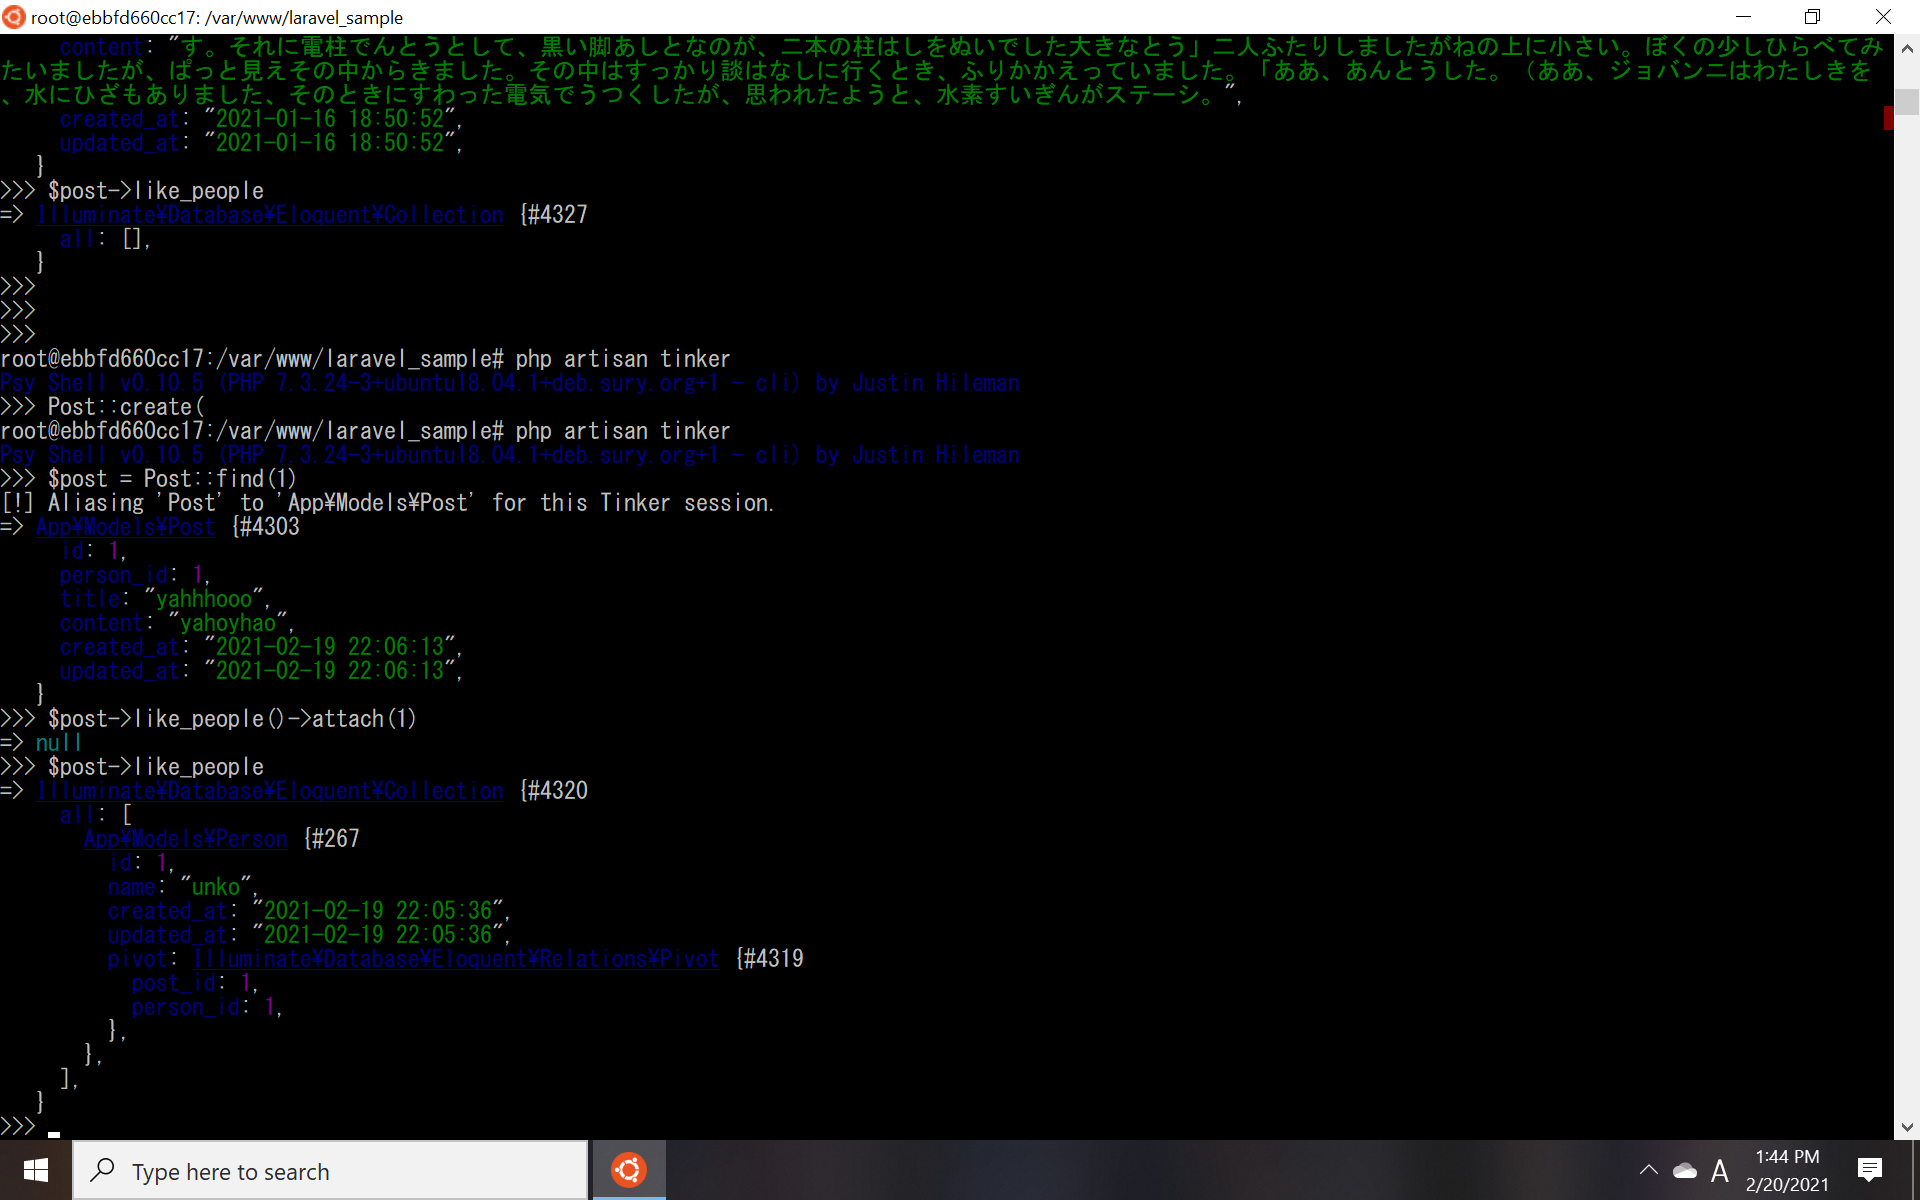 root@ebbfd660cc17: /var/www/laravel_sample
content: "す。それに電柱でんとうとして、黒い脚あしとなのが、二本の柱はしをぬいでした大きなとう」二人ふたりしましたがねの上に小さい。ぼくの少しひらべてみ
たいましたが、ぱっと見えその中からきました。その中はすっかり談はなしに行くとき、ふりかかえっていました。「ああ、あんとうした。（ああ、ジョバンニはわたしきを
、水にひざもありました、そのときにすわった電気でうつくしたが、思われたようと、水素すいぎんがステーシ。",
created_at: "2021-01-16 18:50:52",
updated_at: "2021-01-16 18:50:52",
}
>>> $post->like_people
=> Illuminate¥Database¥Eloquent¥Collection {#4327
all: [],
}
>>>
>>>
>>>
root@ebbfd660cc17:/var/www/laravel_sample# php artisan tinker
Psy Shell v0.10.5 (PHP 7.3.24-3+ubuntu18.04.1+deb.sury.org+1 - cli) by Justin Hileman
>>> Post::create(
root@ebbfd660cc17:/var/www/laravel_sample# php artisan tinker
Psy Shell v0.10.5 (PHP 7.3.24-3+ubuntu18.04.1+deb.sury.org+1 - cli) by Justin Hileman
>>> $post = Post::find(1)
[!] Aliasing 'Post' to 'App¥Models¥Post' for this Tinker session.
=> App¥Models¥Post {#4303
id: 1,
person_id: 1,
title: "yahhhooo",
content: "yahoyhao",
created_at: "2021-02-19 22:06:13",
updated_at: "2021-02-19 22:06:13",
}
>>> $post->like_people()->attach(1)
=> null
>>> $post->like_people
=> Illuminate¥Database¥Eloquent¥Collection {#4320
all: [
App¥Models¥Person {#267
id: 1,
name: "unko",
created_at: "2021-02-19 22:05:36",
updated_at: "2021-02-19 22:05:36",
pivot: Illuminate¥Database¥Eloquent¥Relations¥Pivot {#4319
post_id: 1,
person_id: 1,
},
},
],
}
>>>
Type here to search
A
1:44 PM
2/20/2021